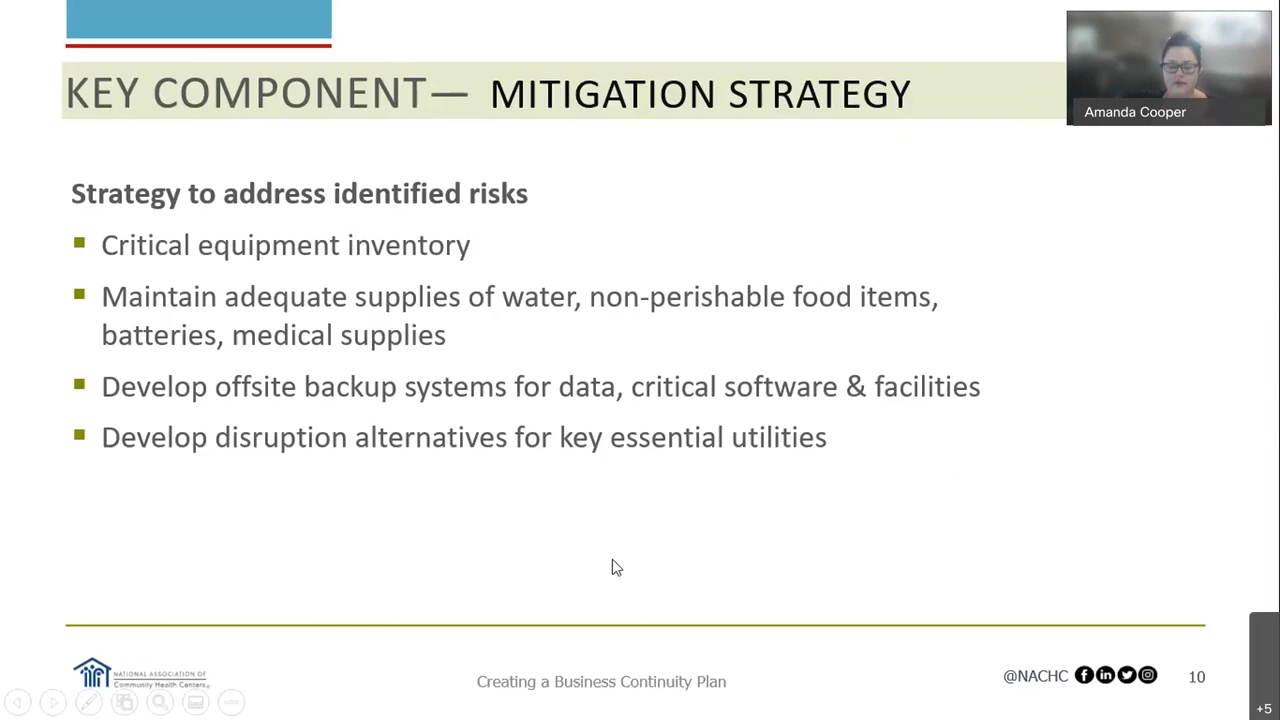 KEY COMPONENT— MITIGATION STRATEGY
Amanda Cooper
Strategy to address identified risks
Critical equipment inventory
Maintain adequate supplies of water, non-perishable food items,
batteries, medical supplies
Develop offsite backup systems for data, critical software & facilities
Develop disruption alternatives for key essential utilities
NATIONAL ASSOCIATION OF
Community Health Centers
Creating a Business Continuity Plan
@NACHC
10
+5